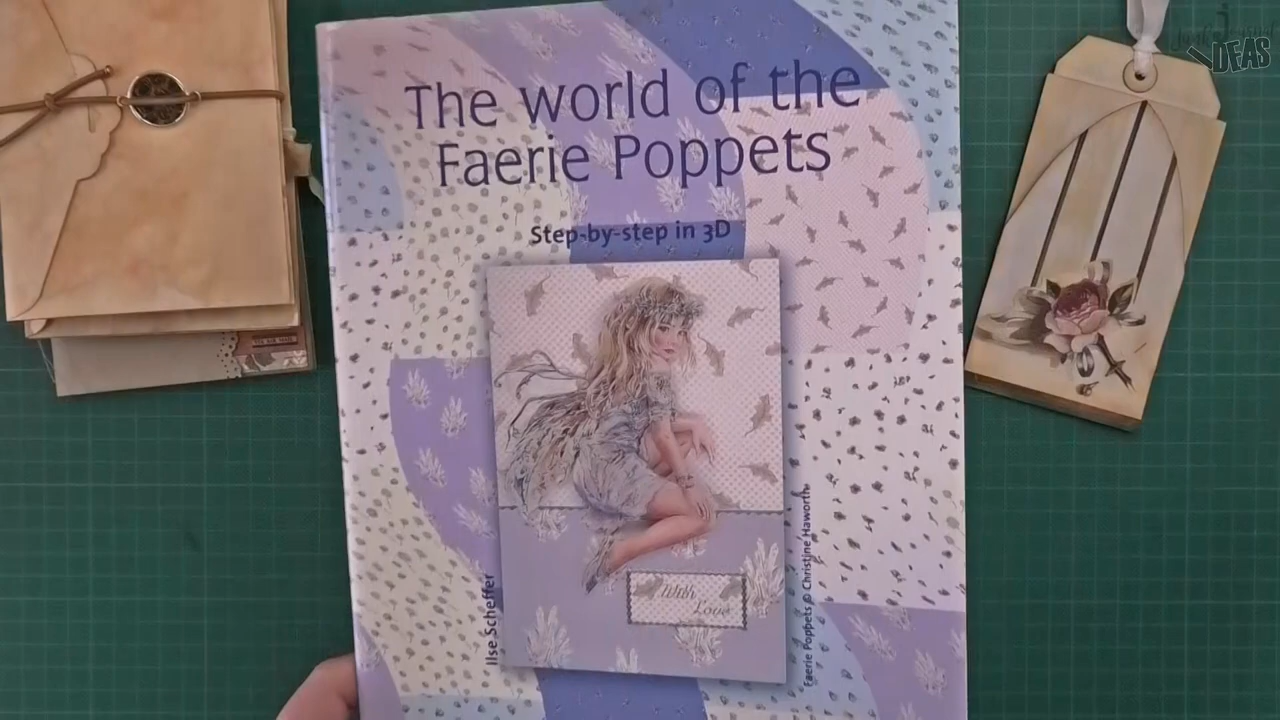 The world of the
Faerie Poppets
Step-by-step in 3D
With
Love
Ilse Scheffer
Faerie Poppets © Christine Haworth
IDEAS